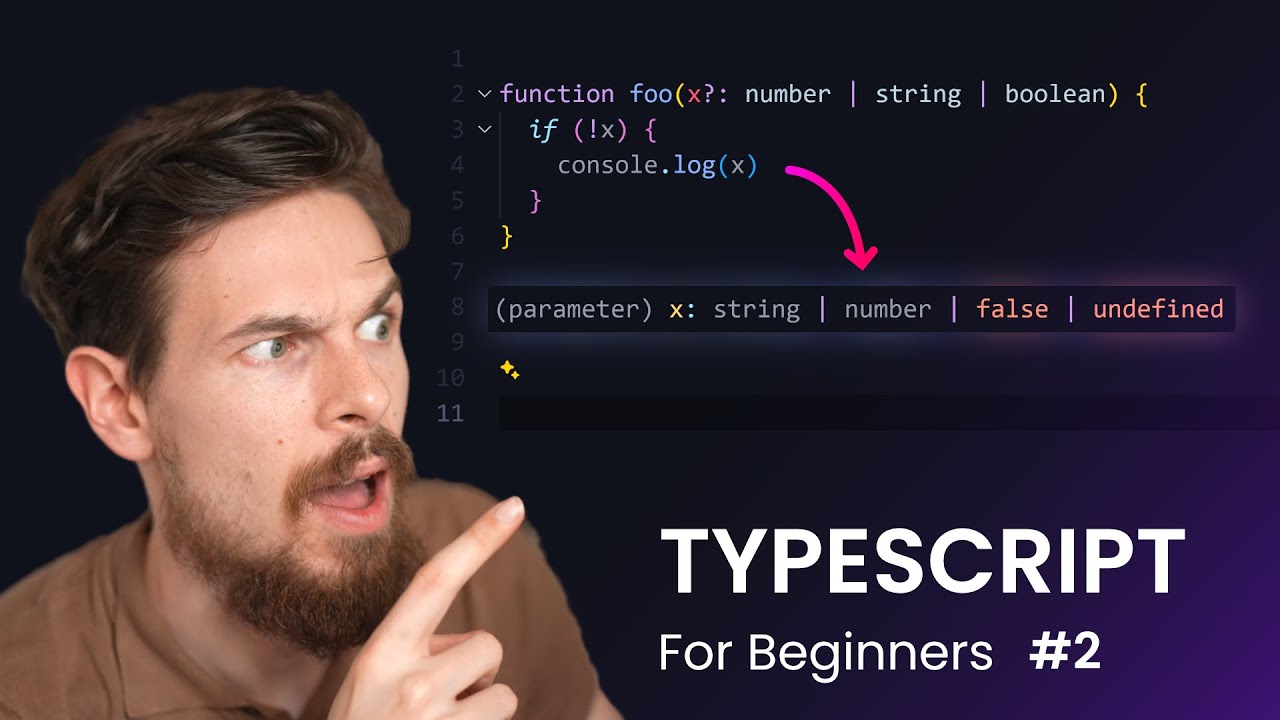 1
2 function foo(x?: number | string | boolean) {
3 if (!x) {
4 console.log(x)
5 }
6 }
7
8 (parameter) x: string | number | false | undefined
9
10
11
TYPESCRIPT
For Beginners #2